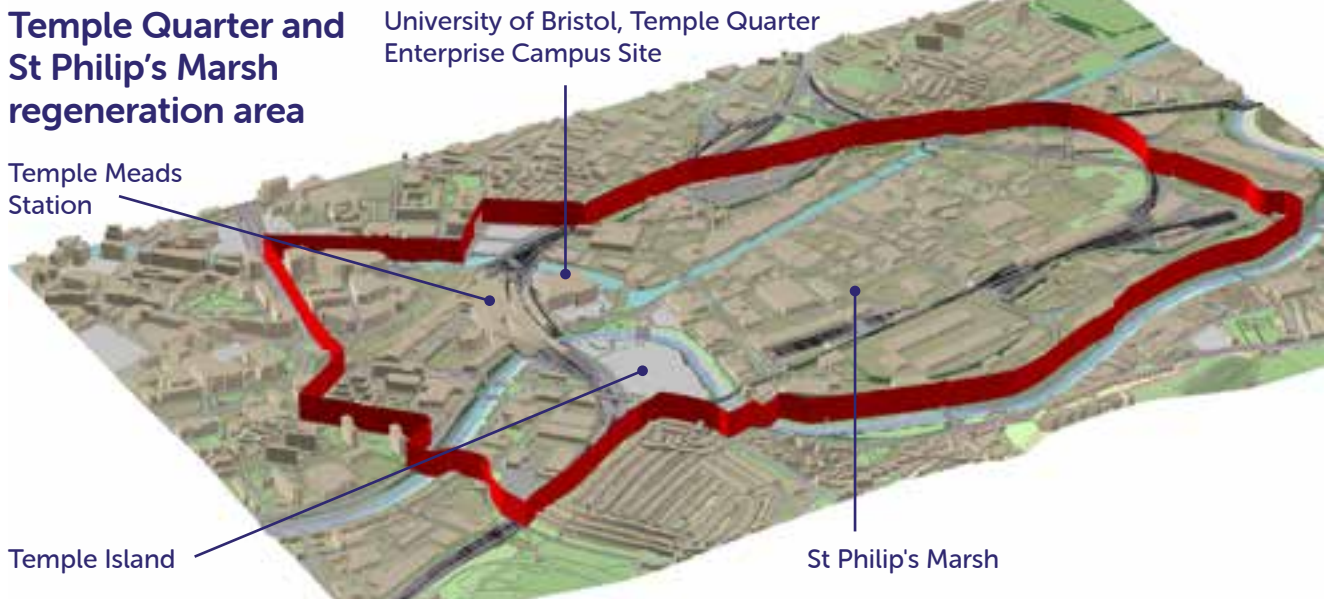 Temple Quarter and
St Philip’s Marsh
regeneration area
University of Bristol, Temple Quarter
Enterprise Campus Site
Temple Meads
Station
Temple Island
St Philip's Marsh